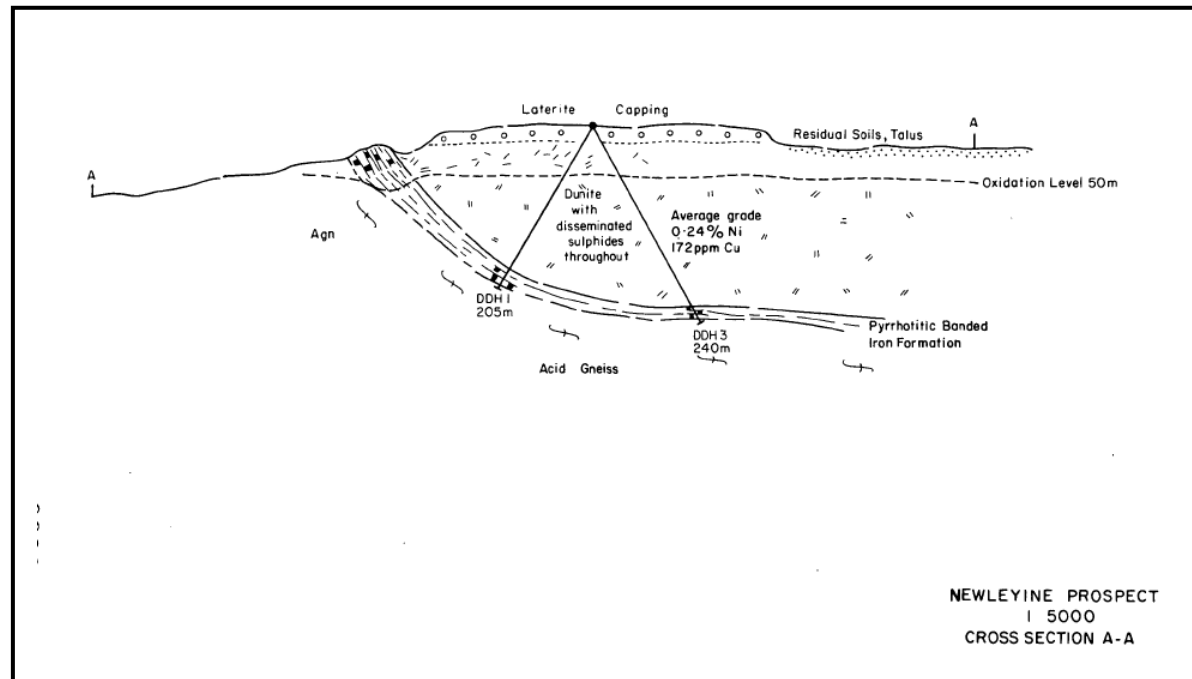 Laterite Capping
A
Residual Soils, Talus
A
Oxidation Level 50m
Dunite
with
disseminated
sulphides
throughout
Average grade
0·24% Ni
172ppm Cu
Agn
DDH 1
205m
DDH 3
240m
Pyrrhotitic Banded
Iron Formation
Acid Gneiss
NEWLEYINE PROSPECT
1 5000
CROSS SECTION A-A